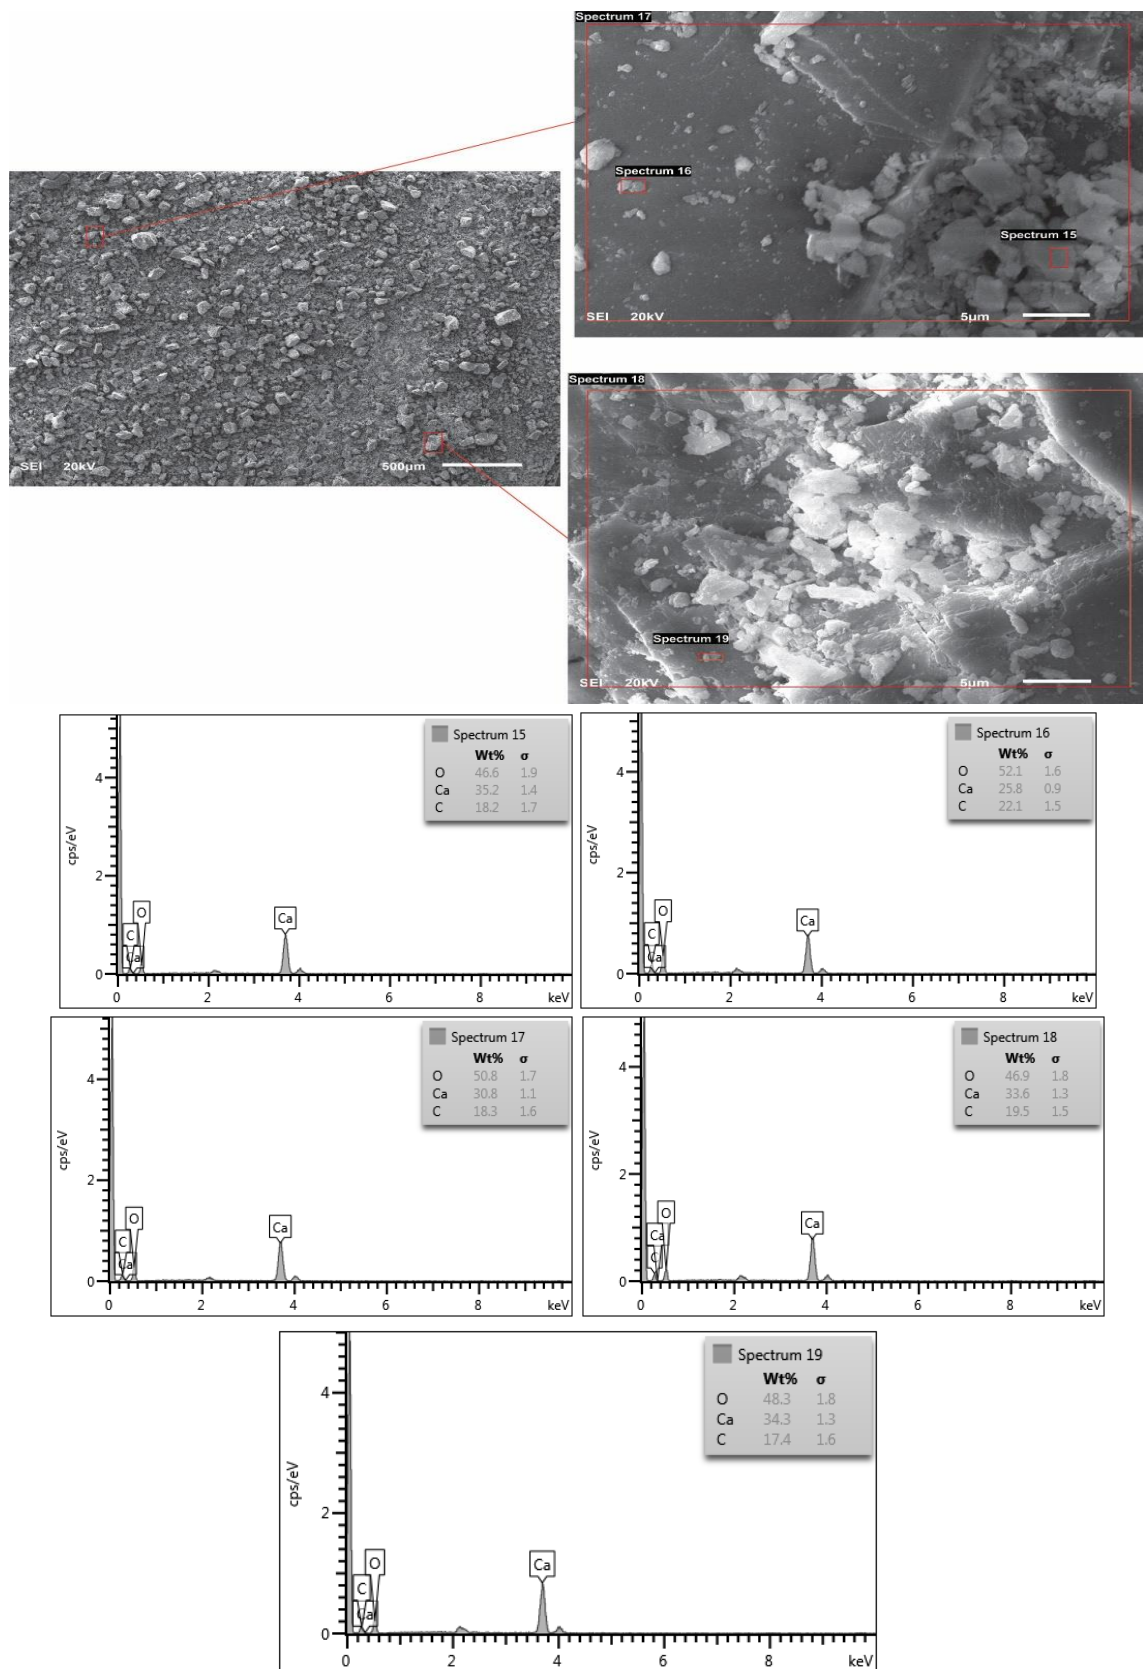 Spectrum 17
Spectrum 16
Spectrum 15
SEI 20kV 5µm
SEI 20kV 500µm
Spectrum 18
Spectrum 19
SEI 20kV 5µm
Spectrum 15
Wt% σ
O 46.6 1.9
Ca 35.2 1.4
C 18.2 1.7
cps/eV
4
2
0
O
C
Ca
Ca
0 2 4 6 8 keV
Spectrum 16
Wt% σ
O 52.1 1.6
Ca 25.8 0.9
C 22.1 1.5
cps/eV
4
2
0
O
C
Ca
Ca
0 2 4 6 8 keV
Spectrum 17
Wt% σ
O 50.8 1.7
Ca 30.8 1.1
C 18.3 1.6
cps/eV
4
2
0
O
C
Ca
Ca
0 2 4 6 8 keV
Spectrum 18
Wt% σ
O 46.9 1.8
Ca 33.6 1.3
C 19.5 1.5
cps/eV
4
2
0
O
Ca
C
Ca
0 2 4 6 8 keV
Spectrum 19
Wt% σ
O 48.3 1.8
Ca 34.3 1.3
C 17.4 1.6
cps/eV
4
2
0
O
C
Ca
Ca
0 2 4 6 8 keV